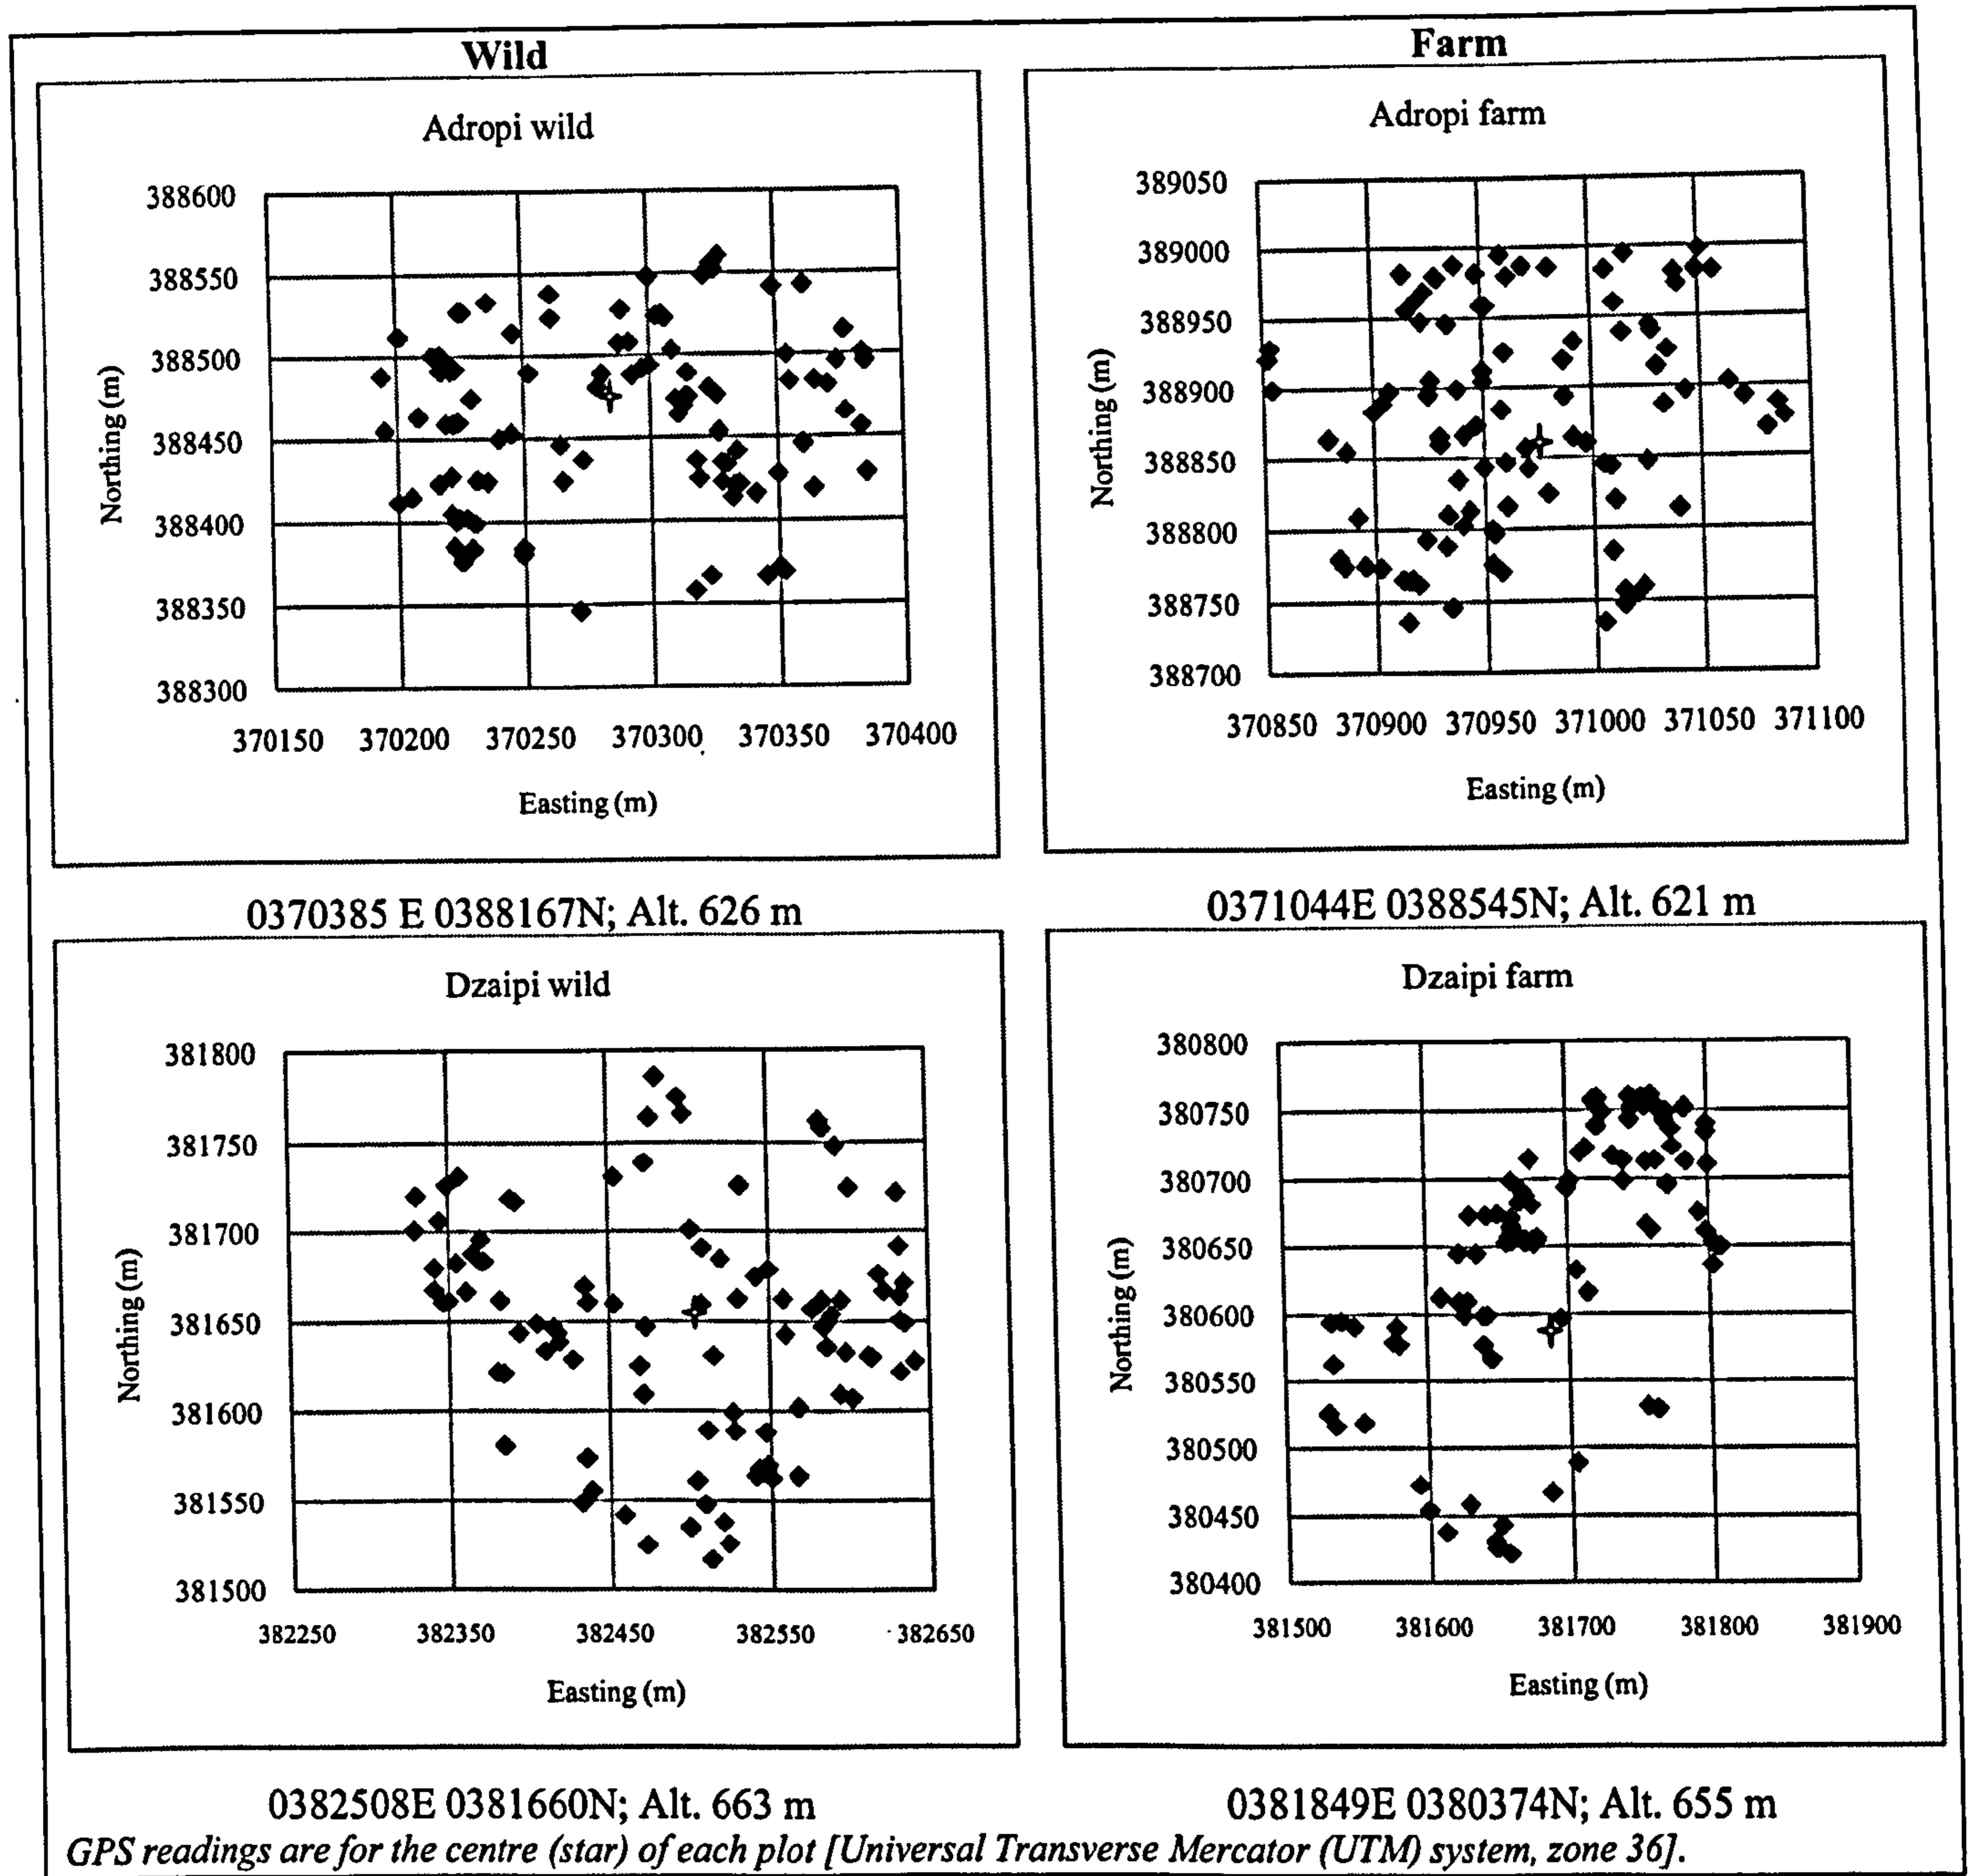 Wild
Farm
Adropi wild
388600
388550
388500
388450
388400
388350
388300
Northing (m)
370150 370200 370250 370300 370350 370400
Easting (m)
0370385 E 0388167N; Alt. 626 m
Adropi farm
389050
389000
388950
388900
388850
388800
388750
388700
Northing (m)
370850 370900 370950 371000 371050 371100
Easting (m)
0371044E 0388545N; Alt. 621 m
Dzaipi wild
381800
381750
381700
381650
381600
381550
381500
Northing (m)
382250 382350 382450 382550 382650
Easting (m)
0382508E 0381660N; Alt. 663 m
Dzaipi farm
380800
380750
380700
380650
380600
380550
380500
380450
380400
Northing (m)
381500 381600 381700 381800 381900
Easting (m)
0381849E 0380374N; Alt. 655 m
GPS readings are for the centre (star) of each plot [Universal Transverse Mercator (UTM) system, zone 36].